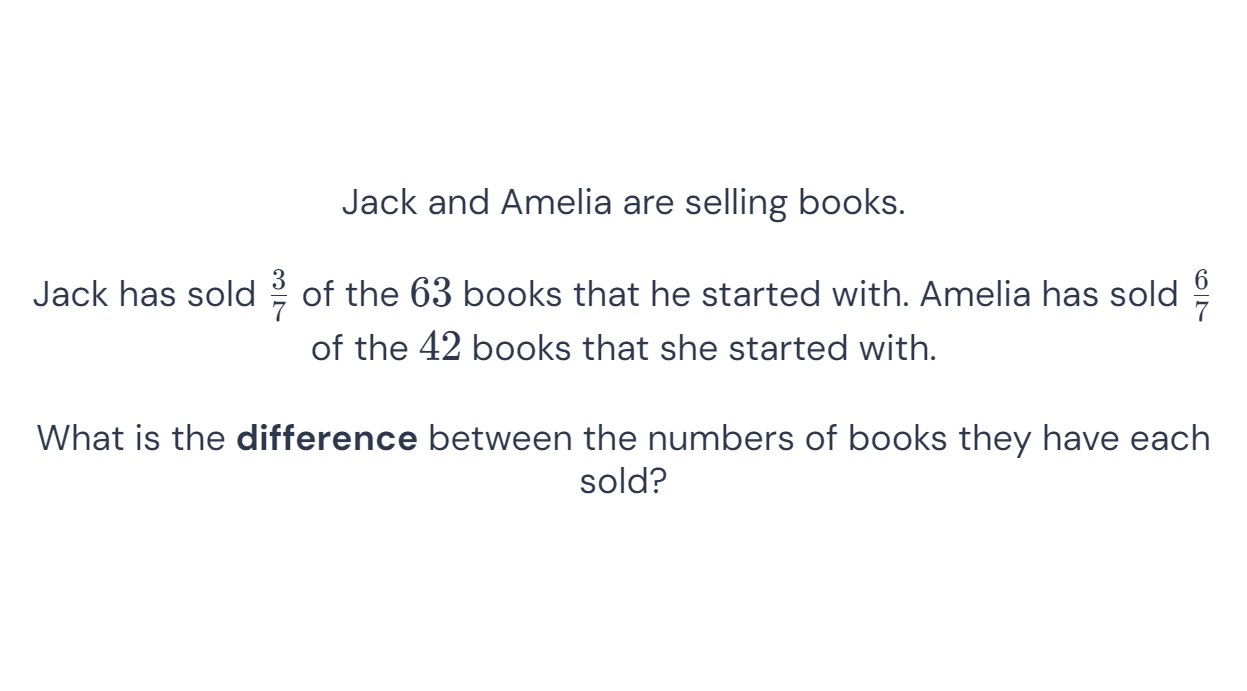 Jack and Amelia are selling books.
Jack has sold 3/7 of the 63 books that he started with. Amelia has sold 6/7
of the 42 books that she started with.
What is the difference between the numbers of books they have each
sold?